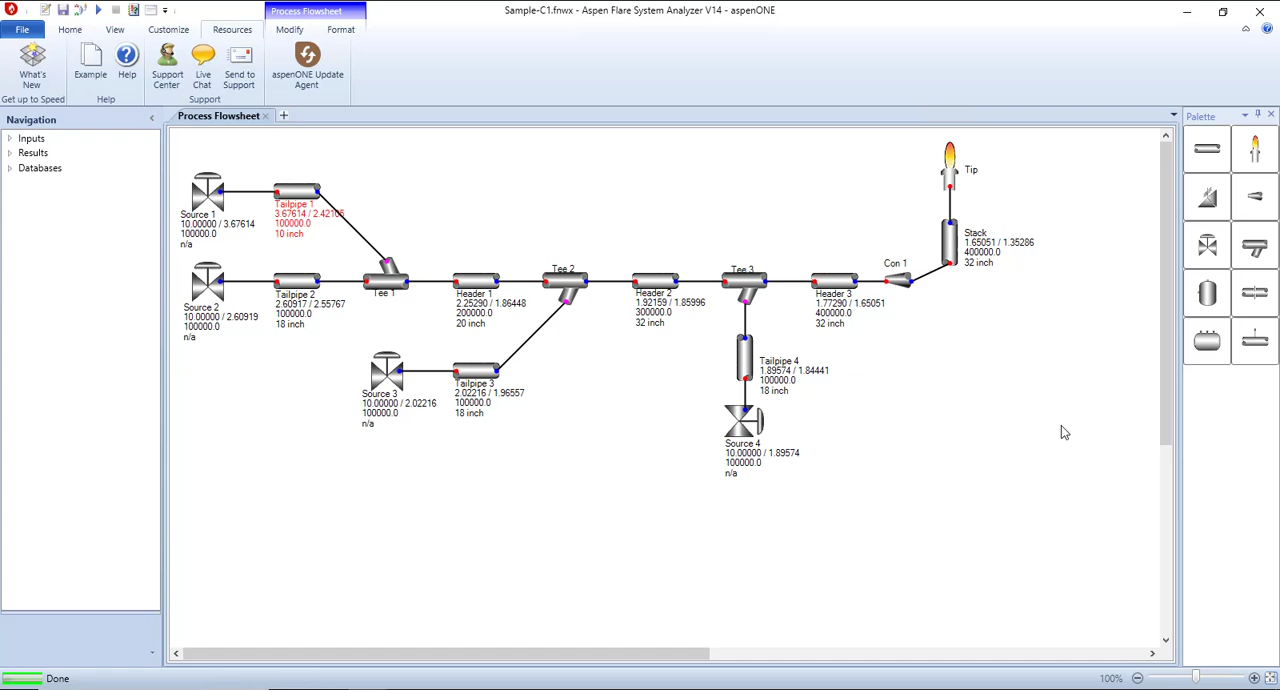 Process Flowsheet
Sample-C1.fnwx - Aspen Flare System Analyzer V14 - aspenONE
File
Home
View
Customize
Resources
Modify
Format
What's
New
Example
Help
Support
Center
Live
Chat
Send to
Support
aspenONE Update
Agent
Get up to Speed
Help
Support
Navigation
Inputs
Results
Databases
Process Flowsheet
Palette
Source 1
10.00000 / 3.67614
100000.0
n/a
Tailpipe 1
3.67614 / 2.42105
100000.0
10 inch
Source 2
10.00000 / 2.60919
100000.0
n/a
Tailpipe 2
2.60917 / 2.55767
100000.0
18 inch
Tee 1
Header 1
2.25290 / 1.86448
200000.0
20 inch
Tee 2
Header 2
1.92159 / 1.85996
300000.0
32 inch
Tee 3
Header 3
1.77290 / 1.65051
400000.0
32 inch
Con 1
Tip
Stack
1.65051 / 1.35286
400000.0
32 inch
Source 3
10.00000 / 2.02216
100000.0
n/a
Tailpipe 3
2.02216 / 1.96557
100000.0
18 inch
Tailpipe 4
1.89574 / 1.84441
100000.0
18 inch
Source 4
10.00000 / 1.89574
100000.0
n/a
Done
100%